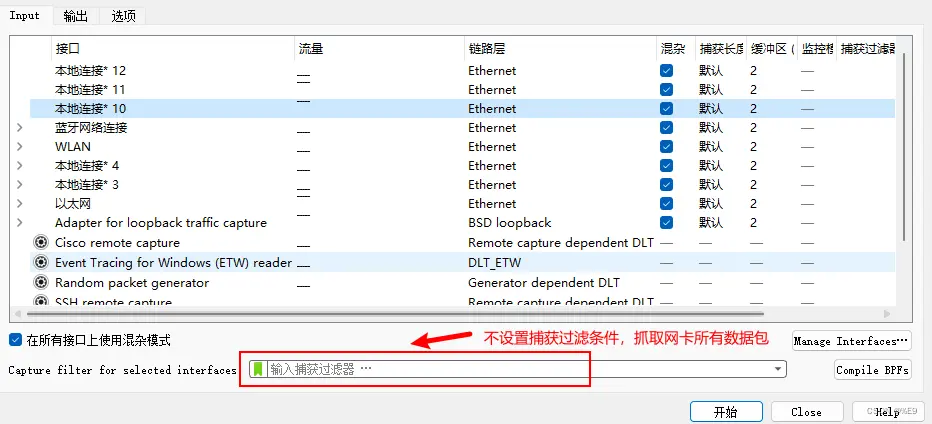 Input 输出 选项
接口 流量 链路层 混杂 捕获长度 缓冲区 ( 监控模 捕获过滤器
本地连接* 12 Ethernet 默认 2 —
本地连接* 11 Ethernet 默认 2 —
本地连接* 10 Ethernet 默认 2 —
蓝牙网络连接 Ethernet 默认 2 —
WLAN Ethernet 默认 2 —
本地连接* 4 Ethernet 默认 2 —
本地连接* 3 Ethernet 默认 2 —
以太网 Ethernet 默认 2 —
Adapter for loopback traffic capture BSD loopback 默认 2 —
Cisco remote capture Remote capture dependent DLT — — — —
Event Tracing for Windows (ETW) reader DLT_ETW — — — —
Random packet generator Generator dependent DLT — — — —
SSH remote capture Remote capture dependent DLT — — — —
在所有接口上使用混杂模式 不设置捕获过滤条件，抓取网卡所有数据包 Manage Interfaces…
Capture filter for selected interfaces 输入捕获过滤器 … Compile BPFs
开始 Close Help